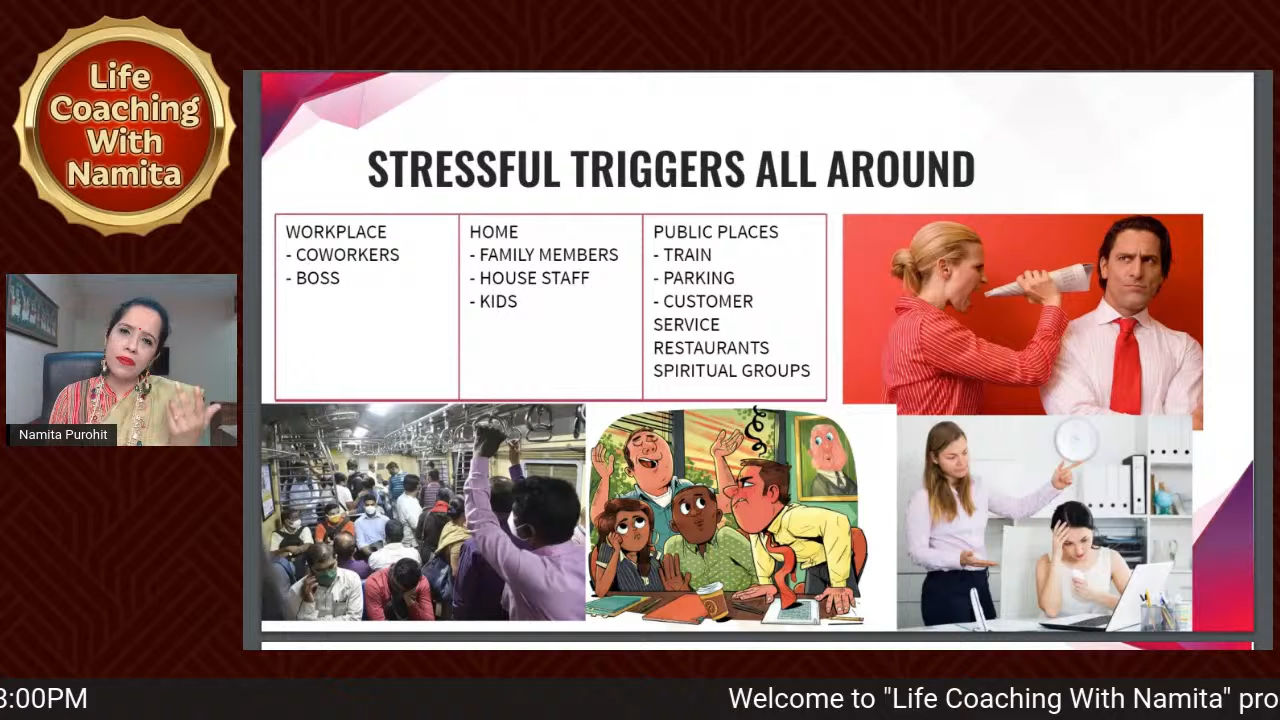 Life
Coaching
With
Namita
STRESSFUL TRIGGERS ALL AROUND
WORKPLACE
- COWORKERS
- BOSS
HOME
- FAMILY MEMBERS
- HOUSE STAFF
- KIDS
PUBLIC PLACES
- TRAIN
- PARKING
- CUSTOMER
SERVICE
RESTAURANTS
SPIRITUAL GROUPS
Namita Purohit
:00PM
Welcome to "Life Coaching With Namita" pro